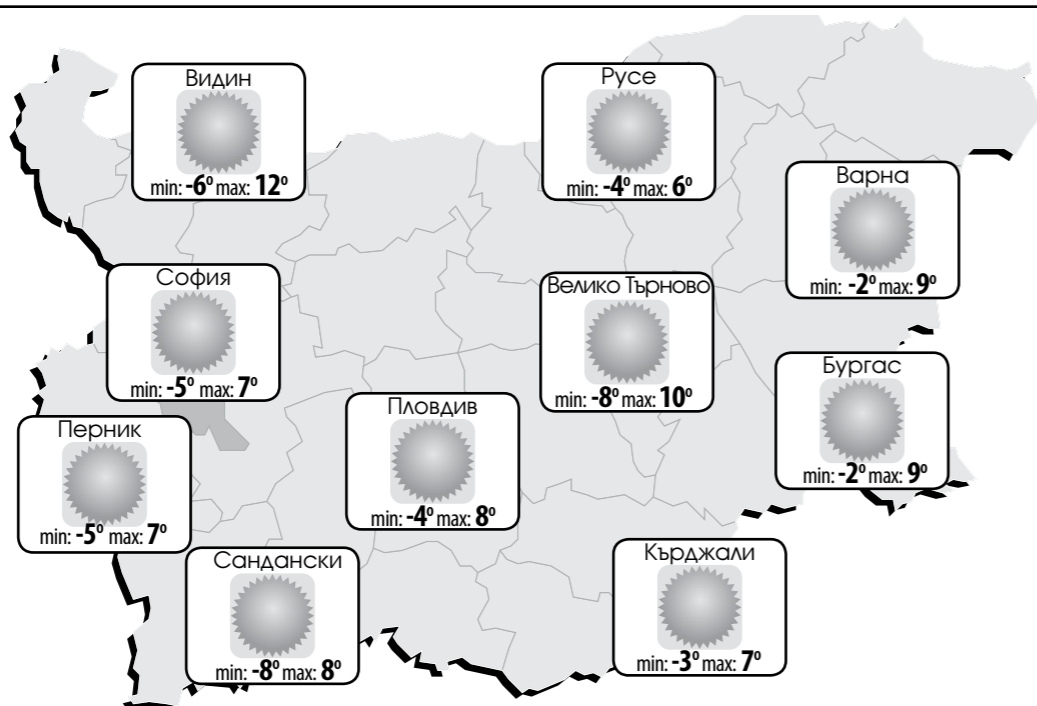 Видин
min: -6° max: 12°
Русе
min: -4° max: 6°
Варна
min: -2° max: 9°
София
min: -5° max: 7°
Велико Търново
min: -8° max: 10°
Бургас
min: -2° max: 9°
Пловдив
min: -4° max: 8°
Перник
min: -5° max: 7°
Сандански
min: -8° max: 8°
Кърджали
min: -3° max: 7°